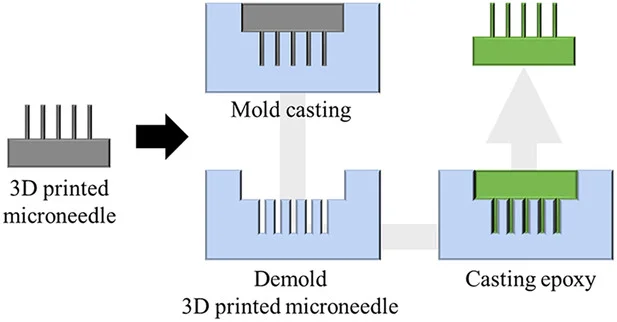 3D printed
microneedle
Mold casting
Demold
3D printed microneedle
Casting epoxy